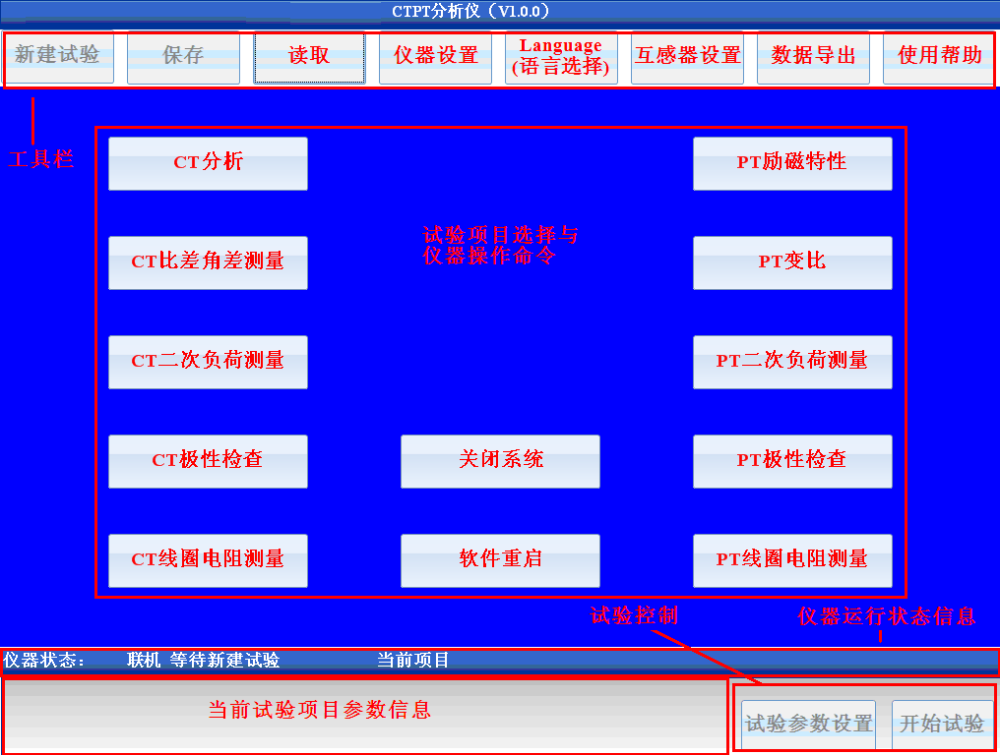 CTPT分析仪（V1.0.0）
新建试验
保存
读取
仪器设置
Language
(语言选择)
互感器设置
数据导出
使用帮助
工具栏
CT分析
PT励磁特性
试验项目选择与
仪器操作命令
CT比差角差测量
PT变比
CT二次负荷测量
PT二次负荷测量
CT极性检查
关闭系统
PT极性检查
CT线圈电阻测量
软件重启
PT线圈电阻测量
试验控制
仪器运行状态信息
仪器状态: 联机 等待新建试验 当前项目
当前试验项目参数信息
试验参数设置
开始试验